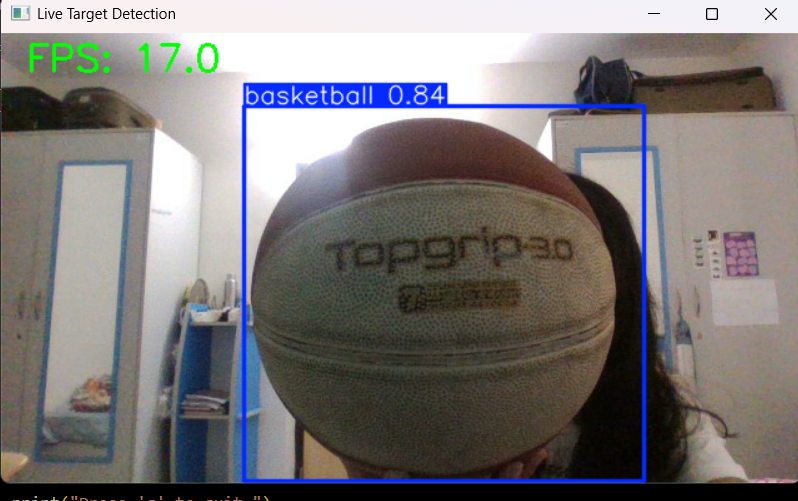 Live Target Detection
FPS: 17.0
basketball 0.84
Topgrip-3.0
print("Press 'q' to quit.")